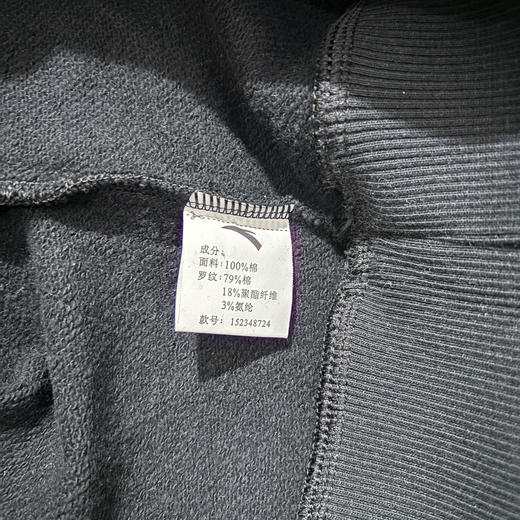 成分:
面料:100%棉
罗纹:79%棉
18%聚酯纤维
3%氨纶
款号:152348724